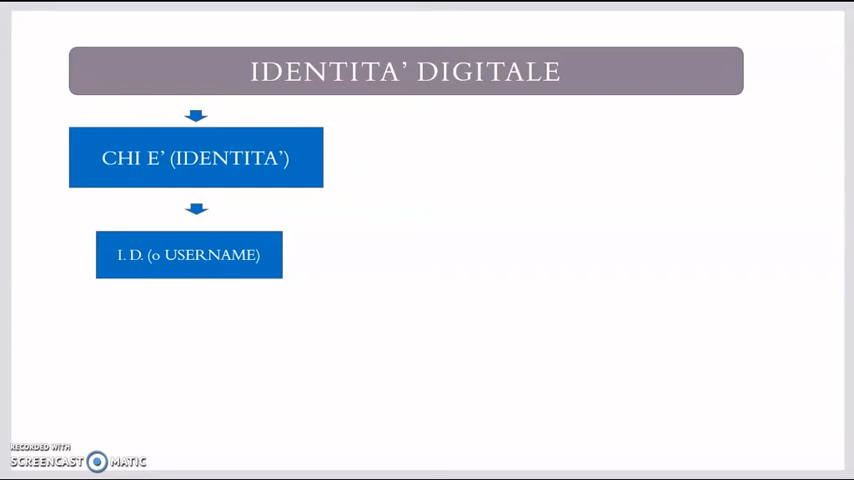 IDENTITA' DIGITALE
CHI E' (IDENTITA')
I. D. (o USERNAME)
RECORDED WITH
SCREENCAST MATIC